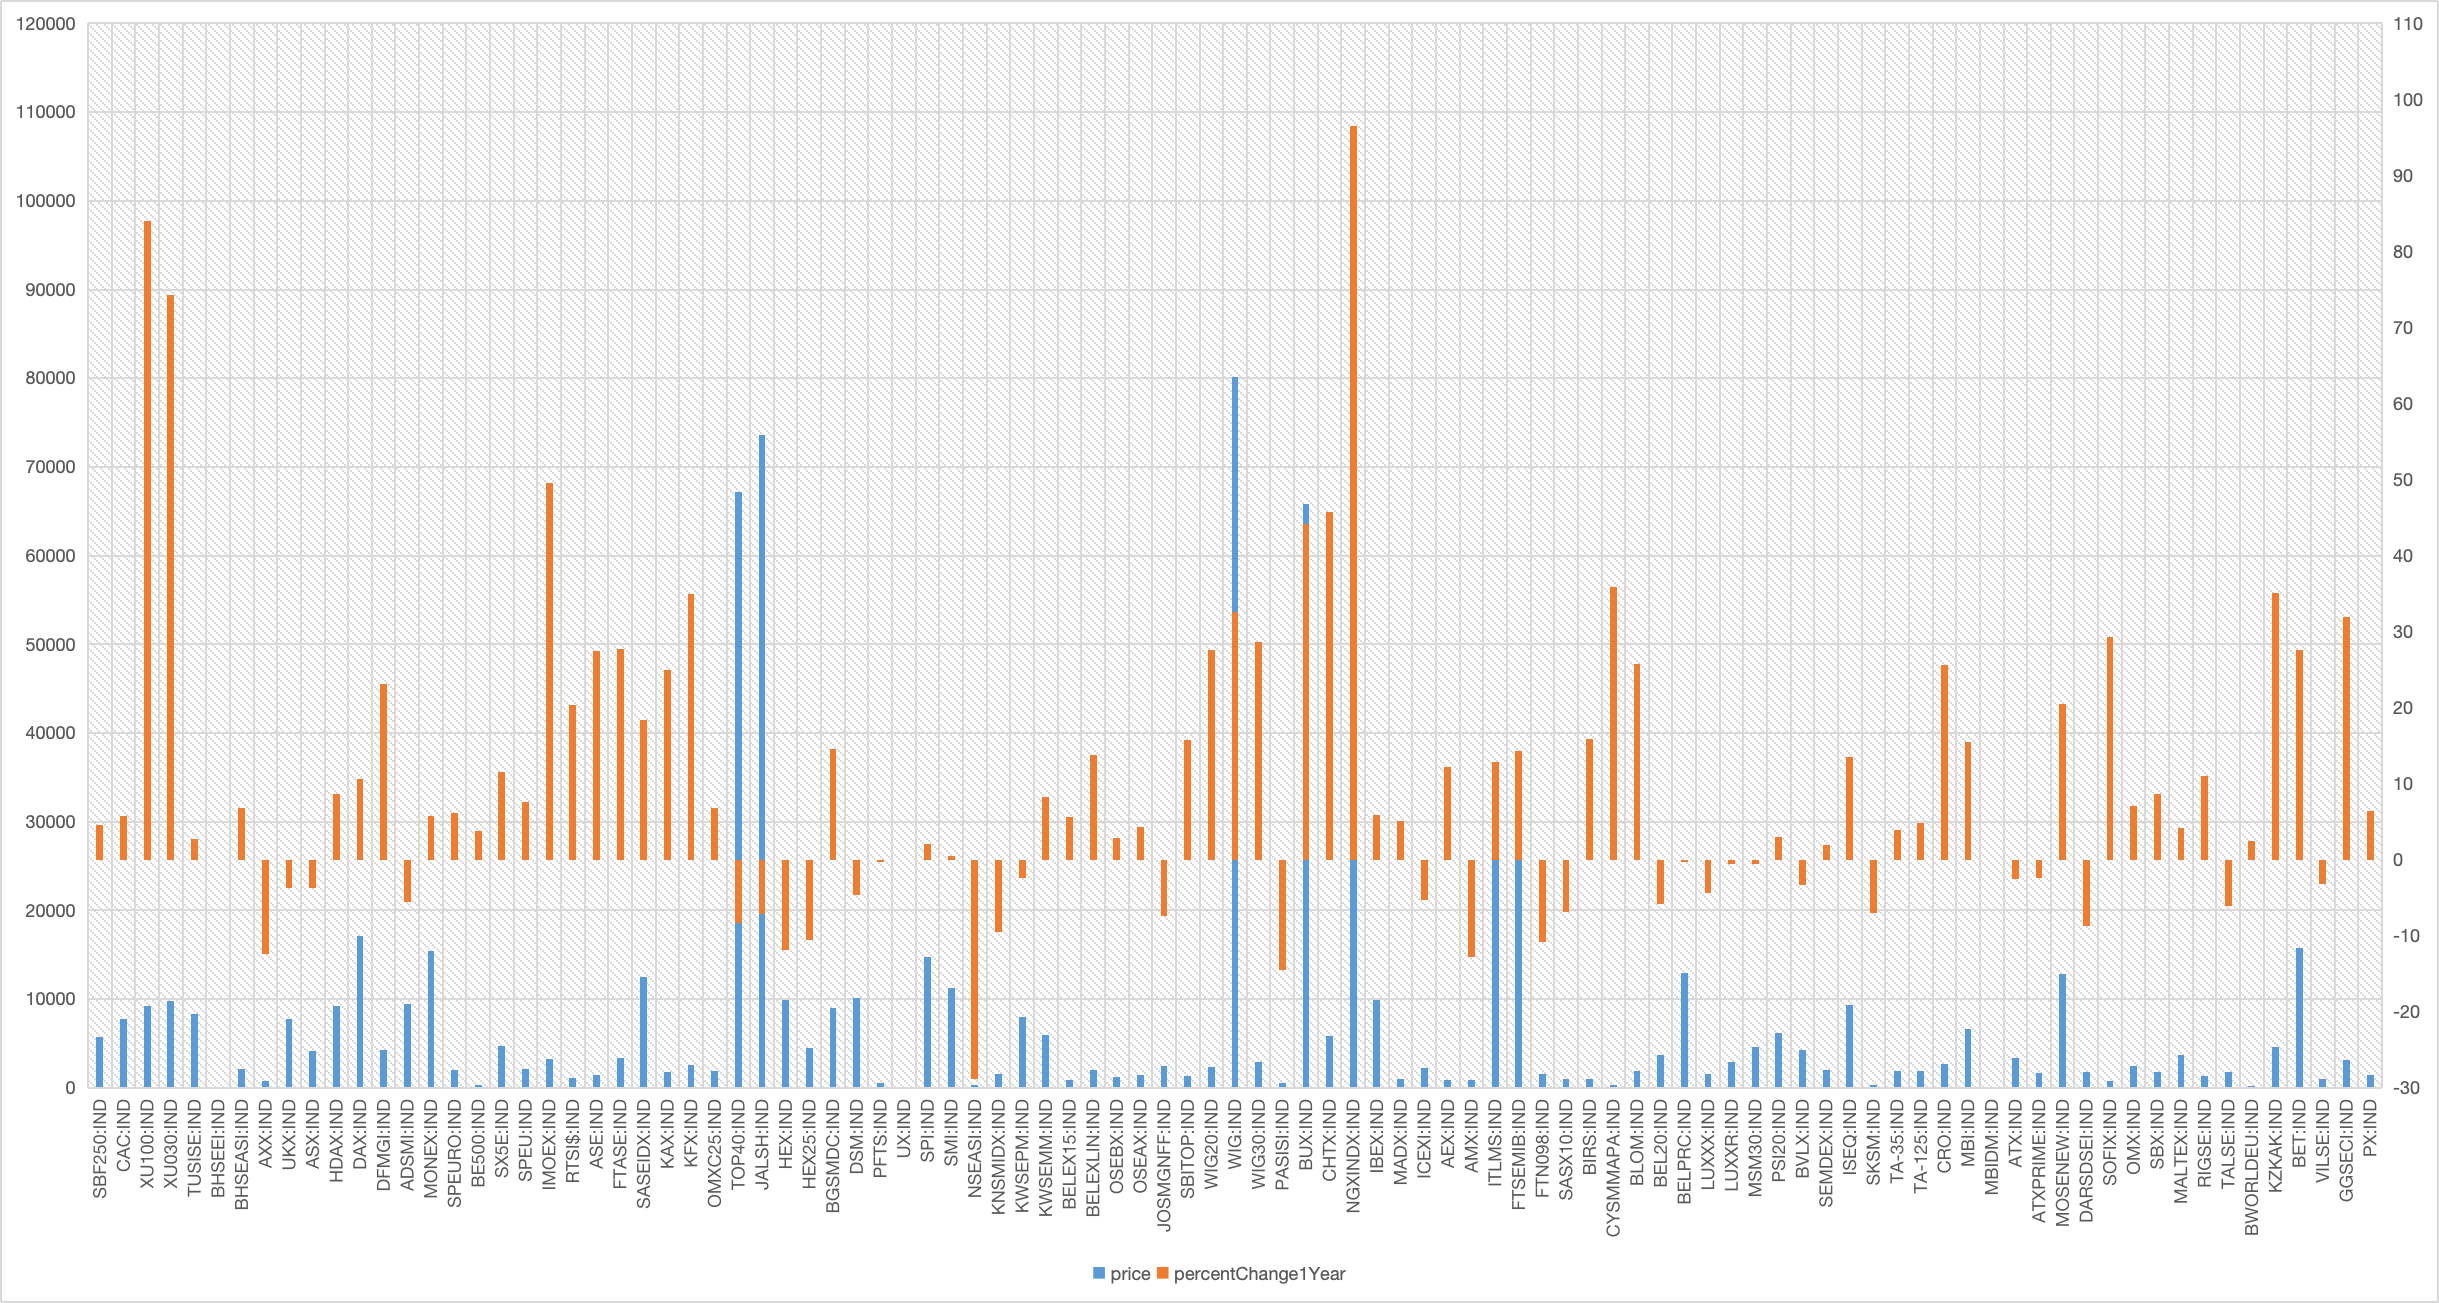 120000
110000
100000
90000
80000
70000
60000
50000
40000
30000
20000
10000
0
110
100
90
80
70
60
50
40
30
20
10
0
-10
-20
-30
SBF250:IND
CAC:IND
XU100:IND
XU030:IND
TUSISE:IND
BHSEEI:IND
BHSEASI:IND
AXX:IND
UKX:IND
ASX:IND
HDAX:IND
DAX:IND
DFMGI:IND
ADSMI:IND
MONEX:IND
SPEURO:IND
BE500:IND
SX5E:IND
SPEU:IND
IMOEX:IND
RTSI$:IND
ASE:IND
FTASE:IND
SASEIDX:IND
KAX:IND
KFX:IND
OMXC25:IND
TOP40:IND
JALSH:IND
HEX:IND
HEX25:IND
BGSMDC:IND
DSM:IND
PFTS:IND
UX:IND
SPI:IND
SMI:IND
NSEASI:IND
KNSMIDX:IND
KWSEPM:IND
KWSEMM:IND
BELEX15:IND
BELEXLIN:IND
OSEBX:IND
OSEAX:IND
JOSMGNFF:IND
SBITOP:IND
WIG20:IND
WIG:IND
WIG30:IND
PASISI:IND
BUX:IND
CHTX:IND
NGXINDX:IND
IBEX:IND
MADX:IND
ICEXI:IND
AEX:IND
AMX:IND
ITLMS:IND
FTSEMIB:IND
FTN098:IND
SASX10:IND
BIRS:IND
CYSMMAPA:IND
BLOM:IND
BEL20:IND
BELPRC:IND
LUXXX:IND
LUXXR:IND
MSM30:IND
PSI20:IND
BVLX:IND
SEMDEX:IND
ISEQ:IND
SKSM:IND
TA-35:IND
TA-125:IND
CRO:IND
MBI:IND
MBIDM:IND
ATX:IND
ATXPRIME:IND
MOSENEW:IND
DARSDSEI:IND
SOFIX:IND
OMX:IND
SBX:IND
MALTEX:IND
RIGSE:IND
TALSE:IND
BWORLDEU:IND
KZKAK:IND
BET:IND
VILSE:IND
GGSECI:IND
PX:IND
price percentChange1Year